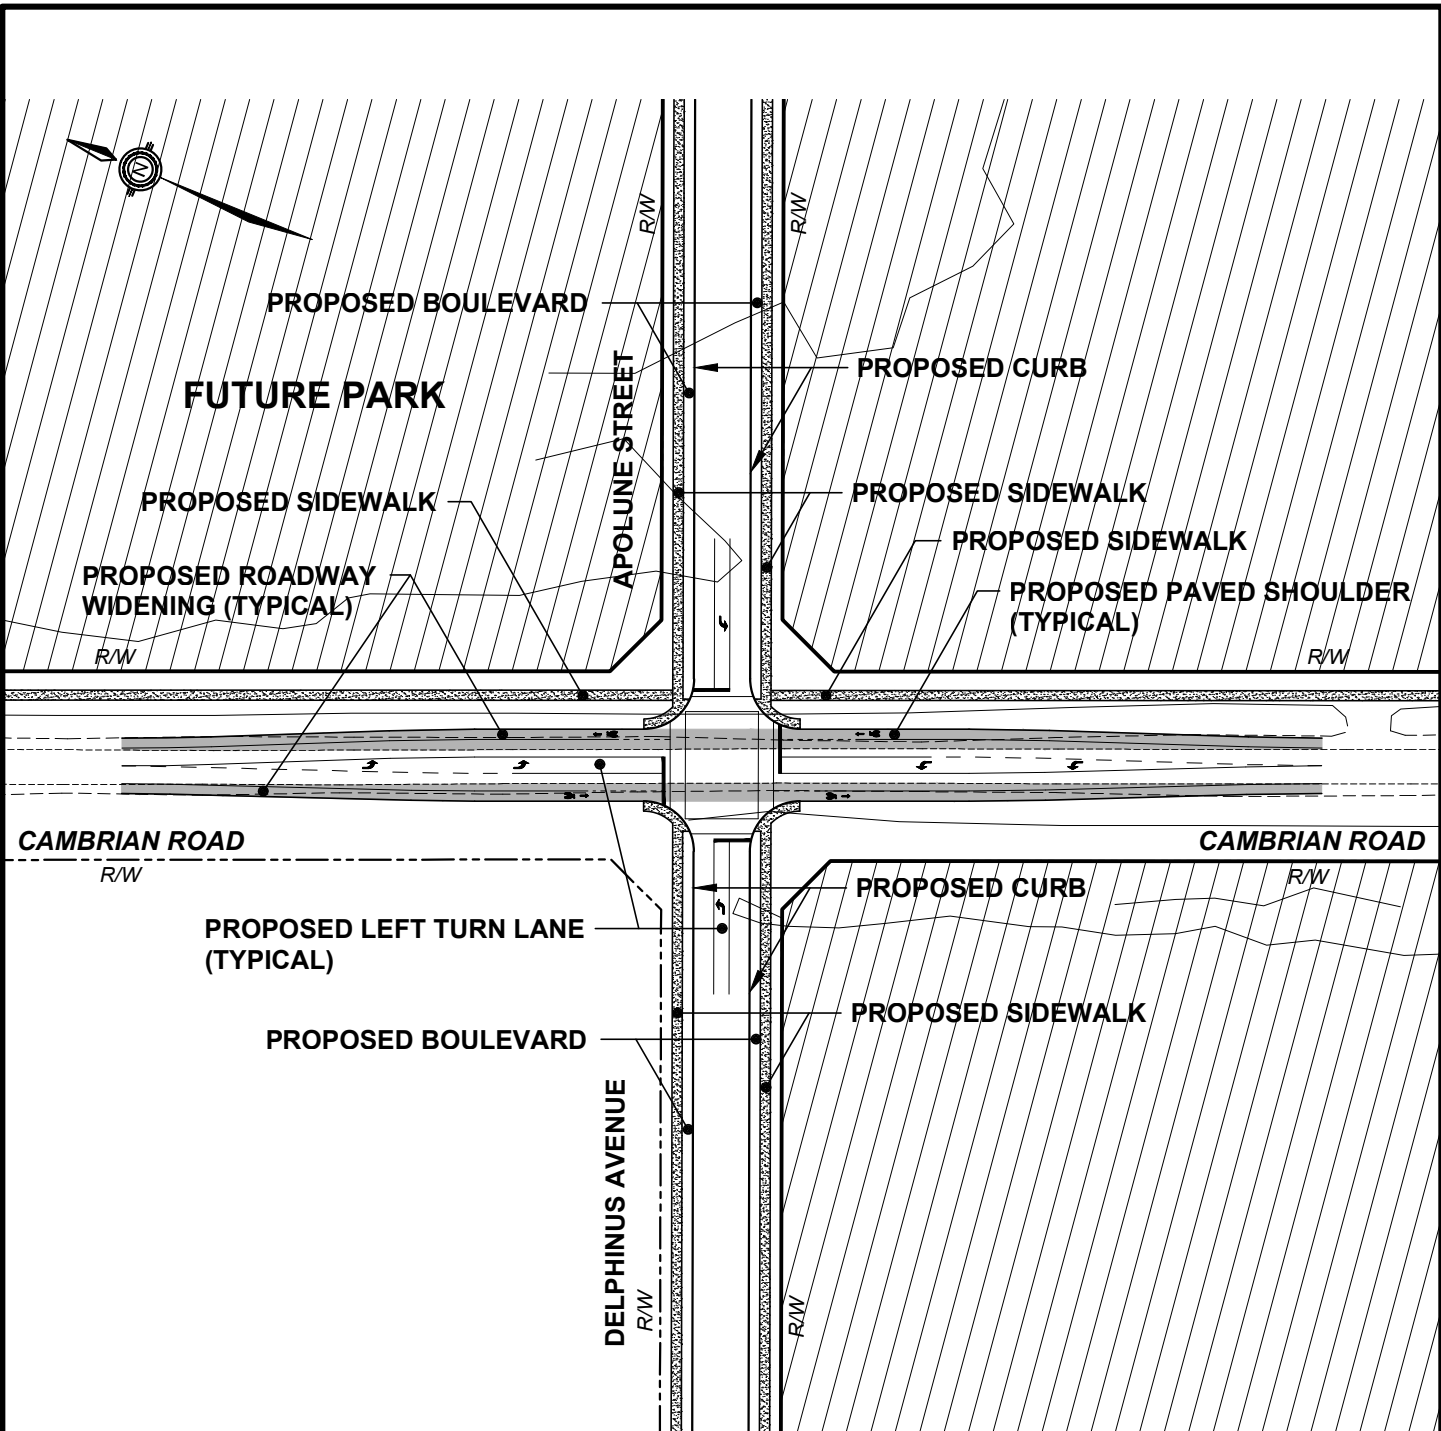 N
R/W
R/W
PROPOSED BOULEVARD
PROPOSED CURB
FUTURE PARK
APOLUNE STREET
PROPOSED SIDEWALK
PROPOSED SIDEWALK
PROPOSED SIDEWALK
PROPOSED ROADWAY
WIDENING (TYPICAL)
PROPOSED PAVED SHOULDER
(TYPICAL)
R/W
R/W
CAMBRIAN ROAD
CAMBRIAN ROAD
R/W
R/W
PROPOSED CURB
PROPOSED LEFT TURN LANE
(TYPICAL)
PROPOSED SIDEWALK
PROPOSED BOULEVARD
DELPHINUS AVENUE
R/W
R/W